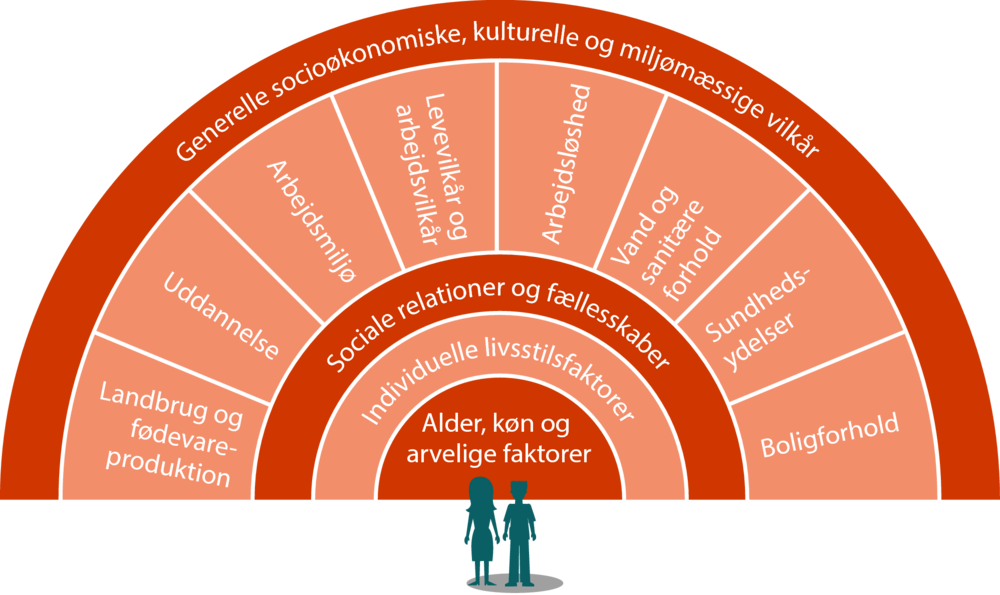 Generelle socioøkonomiske, kulturelle og miljømæssige vilkår
Landbrug og
fødevare-
produktion
Uddannelse
Arbejdsmiljø
Levevilkår og
arbejdsvilkår
Arbejdsløshed
Vand og
sanitære
forhold
Sundheds-
ydelser
Boligforhold
Sociale relationer og fællesskaber
Individuelle livsstilsfaktorer
Alder, køn og
arvelige faktorer